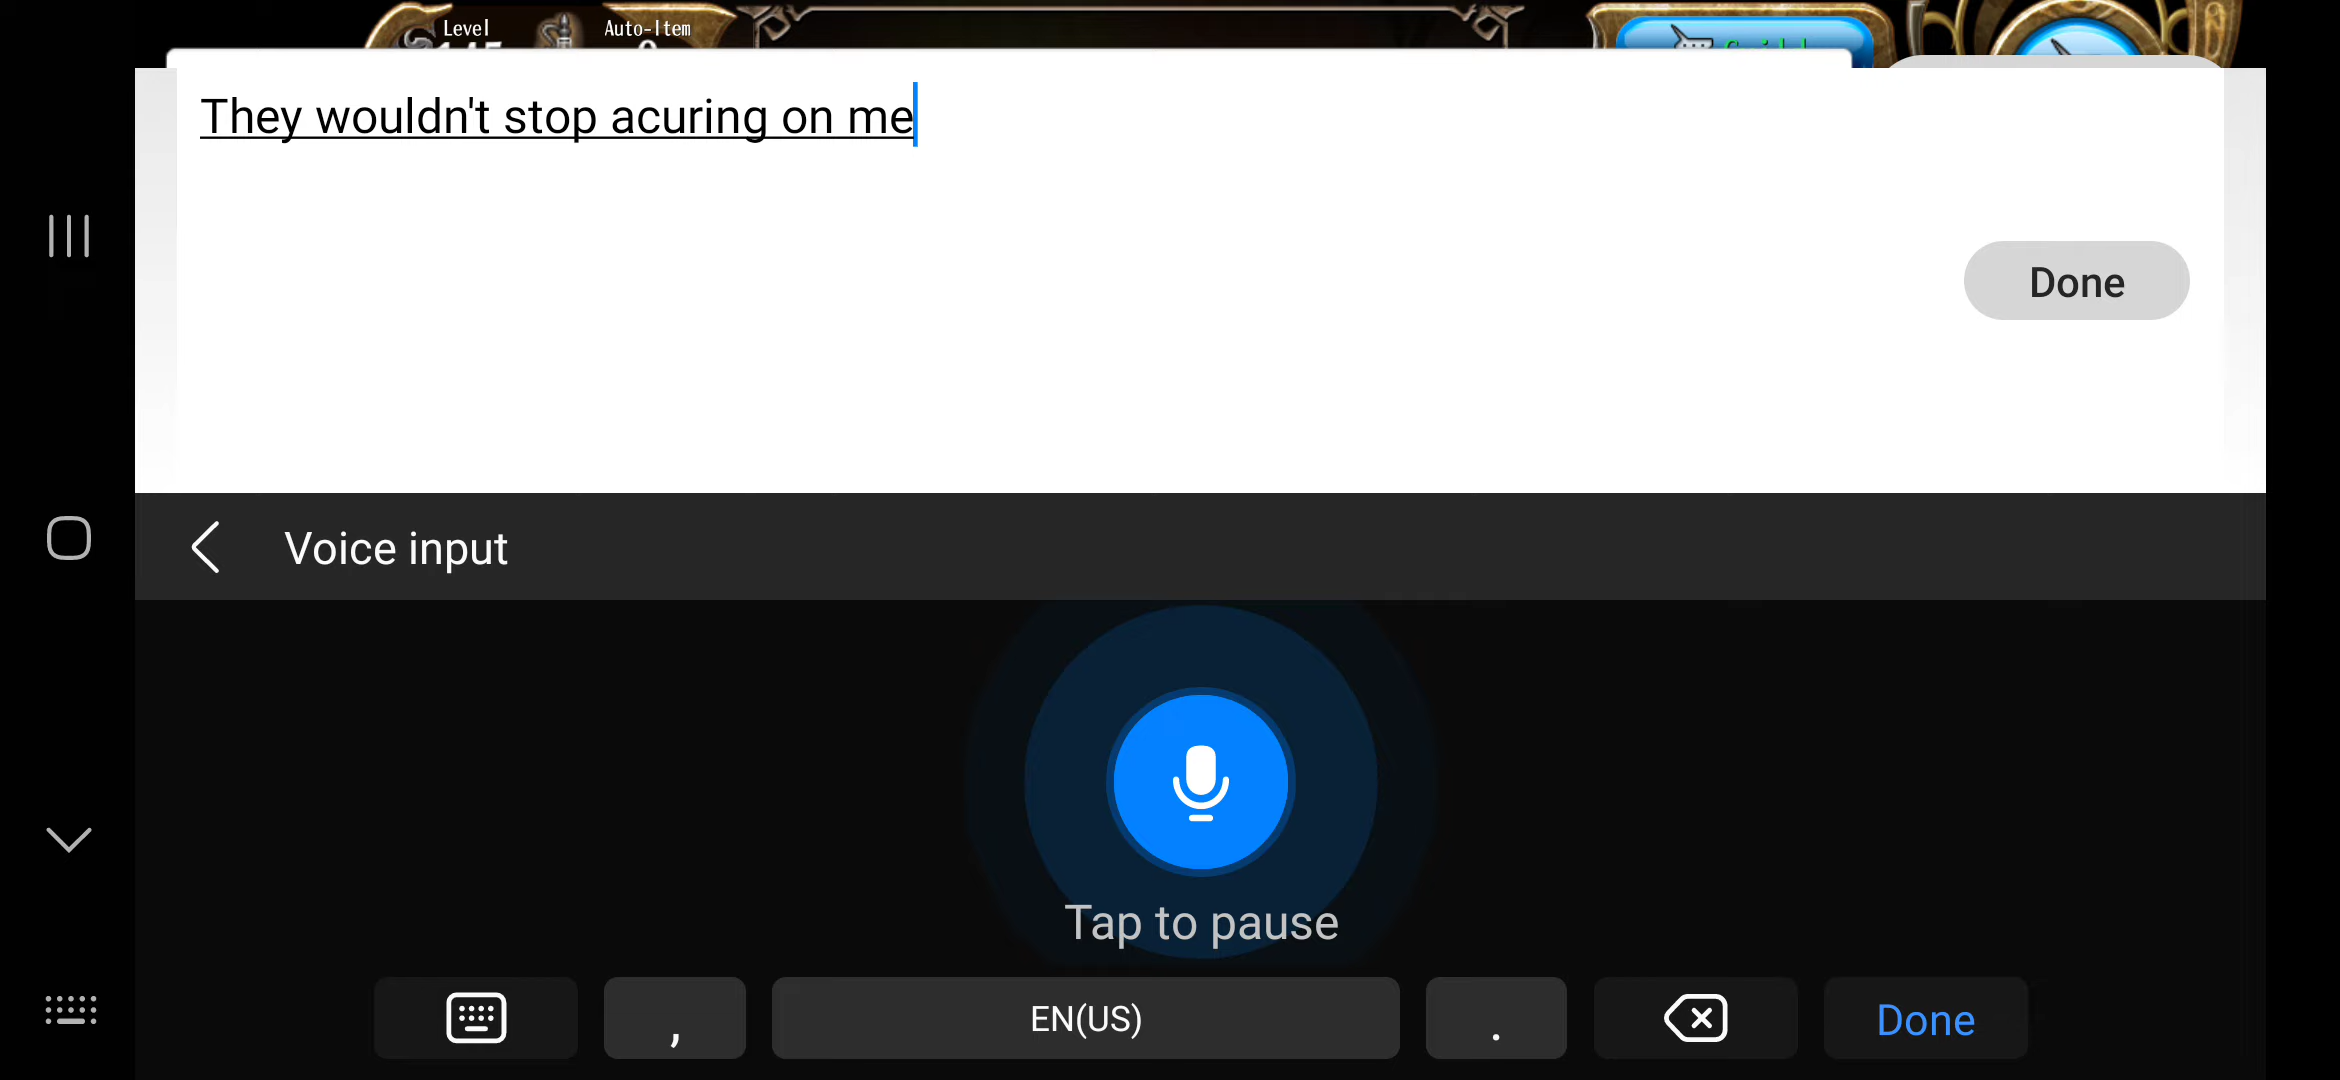 Level
Auto-Item
They wouldn't stop acuring on me
Done
Voice input
Tap to pause
,
EN(US)
.
Done